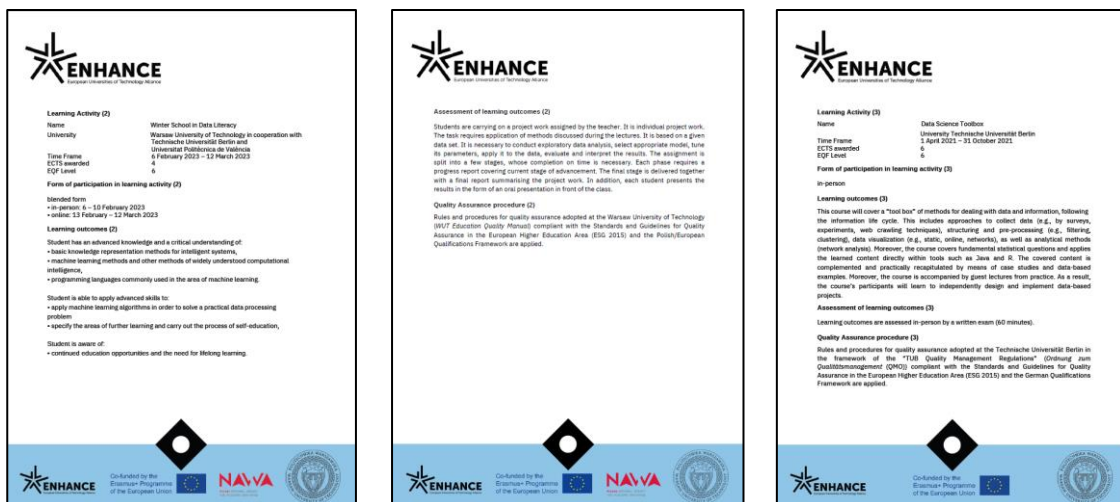 ENHANCE
European Universities of Technology Alliance
Learning Activity (2)
Name Winter School in Data Literacy
University Warsaw University of Technology in cooperation with
Technische Universität Berlin and
Universitat Politècnica de València
Time Frame 6 February 2023 – 12 March 2023
ECTS awarded 4
EQF Level 6
Form of participation in learning activity (2)
blended form
• in-person: 6 – 10 February 2023
• online: 13 February – 12 March 2023
Learning outcomes (2)
Student has an advanced knowledge and a critical understanding of:
• basic knowledge representation methods for intelligent systems,
• machine learning methods and other methods of widely understood computational
intelligence,
• programming languages commonly used in the area of machine learning.
Student is able to apply advanced skills to:
• apply machine learning algorithms in order to solve a practical data processing
problem
• specify the areas of further learning and carry out the process of self-education,
Student is aware of:
• continued education opportunities and the need for lifelong learning.
ENHANCE
Co-funded by the
Erasmus+ Programme
of the European Union
NAWA
ENHANCE
European Universities of Technology Alliance
Assessment of learning outcomes (2)
Students are carrying on a project work assigned by the teacher. It is individual project work.
The task requires application of methods discussed during the lectures. It is based on a given
data set. It is necessary to conduct exploratory data analysis, select appropriate model, tune
its parameters, apply it to the data, evaluate and interpret the results. The assignment is
split into a few stages, whose completion on time is necessary. Each phase requires a
progress report covering current stage of advancement. The final stage is delivered together
with a final report summarising the project work. In addition, each student presents the
results in the form of an oral presentation in front of the class.
Quality Assurance procedure (2)
Rules and procedures for quality assurance adopted at the Warsaw University of Technology
(WUT Education Quality Manual) compliant with the Standards and Guidelines for Quality
Assurance in the European Higher Education Area (ESG 2015) and the Polish/European
Qualifications Framework are applied.
ENHANCE
Co-funded by the
Erasmus+ Programme
of the European Union
NAWA
ENHANCE
European Universities of Technology Alliance
Learning Activity (3)
Name Data Science Toolbox
University Technische Universität Berlin
Time Frame 1 April 2021 – 31 October 2021
ECTS awarded 6
EQF Level 6
Form of participation in learning activity (3)
in-person
Learning outcomes (3)
This course will cover a "tool box" of methods for dealing with data and information, following
the information life cycle. This includes approaches to collect data (e.g., by surveys,
experiments, web crawling techniques), structuring and pre-processing (e.g., filtering,
clustering), data visualization (e.g., static, online, networks), as well as analytical methods
(network analysis). Moreover, the course covers fundamental statistical questions and applies
the learned content directly within tools such as Java and R. The covered content is
complemented and practically recapitulated by means of case studies and data-based
examples. Moreover, the course is accompanied by guest lectures from practice. As a result,
the course's participants will learn to independently design and implement data-based
projects.
Assessment of learning outcomes (3)
Learning outcomes are assessed in-person by a written exam (60 minutes).
Quality Assurance procedure (3)
Rules and procedures for quality assurance adopted at the Technische Universität Berlin in
the framework of the "TUB Quality Management Regulations" (Ordnung zum
Qualitätsmanagement (QMO)) compliant with the Standards and Guidelines for Quality
Assurance in the European Higher Education Area (ESG 2015) and the German Qualifications
Framework are applied.
ENHANCE
Co-funded by the
Erasmus+ Programme
of the European Union